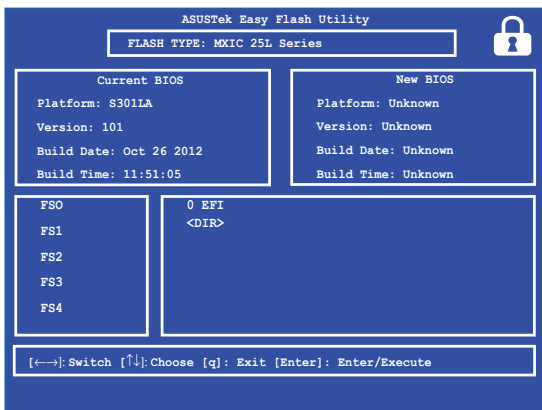 ASUSTek Easy Flash Utility
FLASH TYPE: MXIC 25L Series
Current BIOS
Platform: S301LA
Version: 101
Build Date: Oct 26 2012
Build Time: 11:51:05
New BIOS
Platform: Unknown
Version: Unknown
Build Date: Unknown
Build Time: Unknown
FSO
FS1
FS2
FS3
FS4
0 EFI
<DIR>
[←→]: Switch [↑↓]: Choose [q]: Exit [Enter]: Enter/Execute